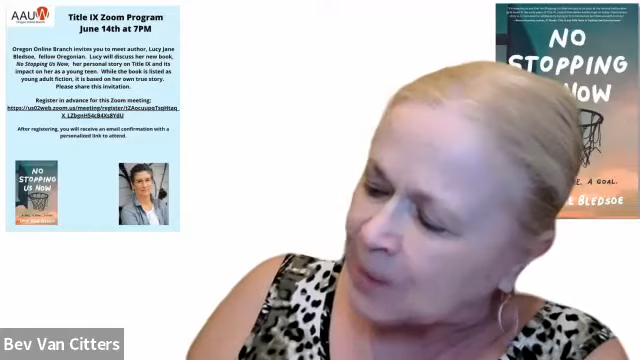 AAUW
Title IX Zoom Program
June 14th at 7PM
Oregon Online Branch invites you to meet author, Lucy Jane
Bledsoe, fellow Oregonian. Lucy will discuss her new book,
No Stopping Us Now, her personal story on Title IX and its
impact on her as a young teen. While the book is listed as
young adult fiction, it is based on her own true story.
Please share this invitation.
Register in advance for this Zoom meeting:
After registering, you will receive an email confirmation with a
personalized link to attend.
NO
STOPPING
US NOW
NO
STOPPING
NOW
A GOAL.
BLEDSOE
Bev Van Citters